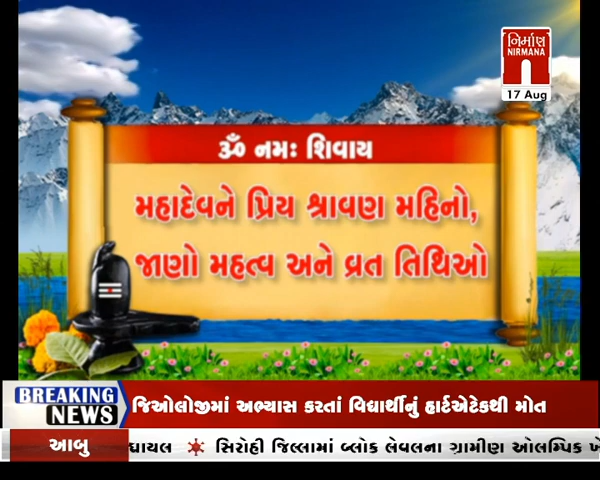 નિર્માણ
NIRMANA
17 Aug
ૐ નમઃ શિવાય
મહાદેવને પ્રિય શ્રાવણ મહિનો,
જાણો મહત્વ અને વ્રત તિથિઓ
BREAKING NEWS જિઓલોજીમાં અભ્યાસ કરતાં વિદ્યાર્થીનું હાર્ટએટેકથી મોત
આબુ ઘાયલ સિરોહી જિલ્લામાં બ્લોક લેવલના ગ્રામીણ ઓલમ્પિક